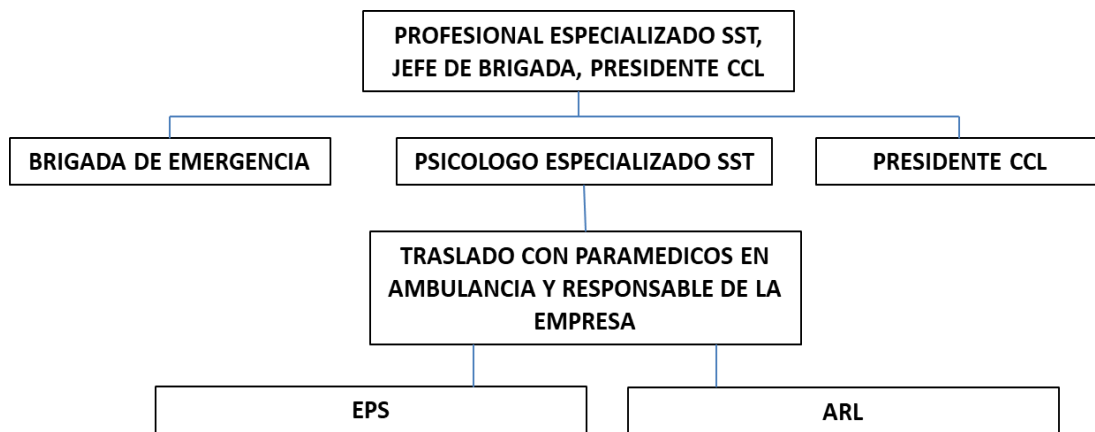 PROFESIONAL ESPECIALIZADO SST,
JEFE DE BRIGADA, PRESIDENTE CCL
BRIGADA DE EMERGENCIA
PSICOLOGO ESPECIALIZADO SST
PRESIDENTE CCL
TRASLADO CON PARAMEDICOS EN
AMBULANCIA Y RESPONSABLE DE LA
EMPRESA
EPS
ARL